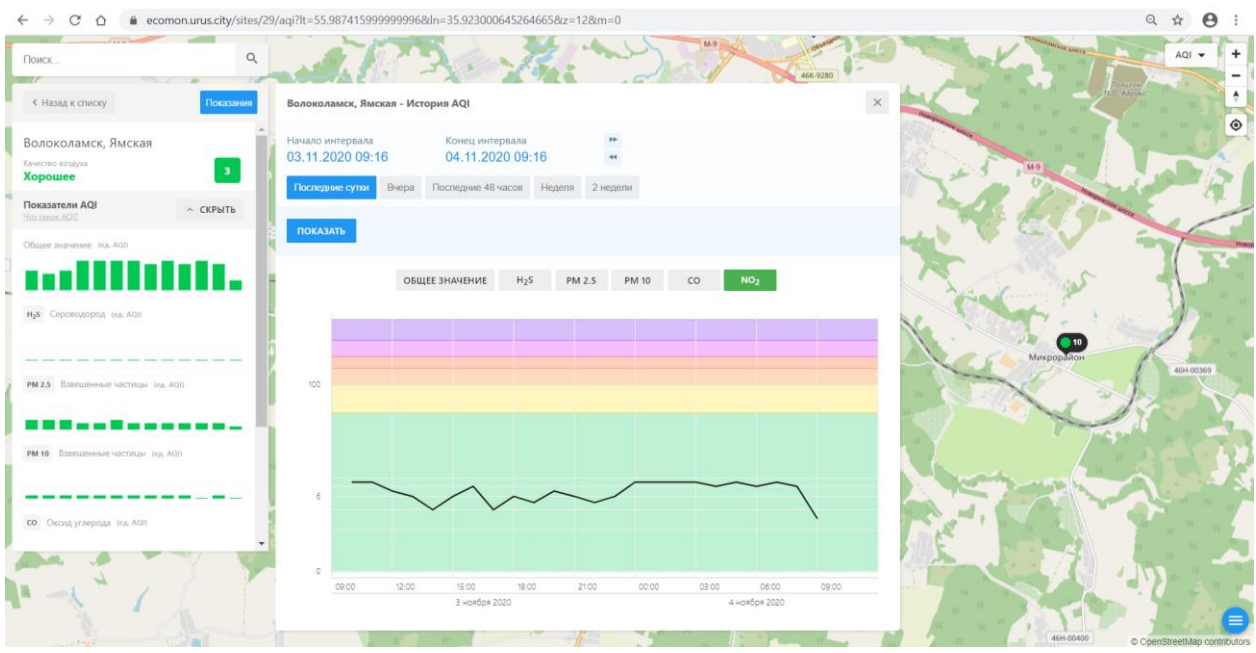 ecomon.urus.city/sites/29/aqi?lt=55.987415999999996&ln=35.923000645264665&z=12&m=0
Поиск...
AQI
Назад к списку
Показания
Волоколамск, Ямская
Качество воздуха
Хорошее
3
Показатели AQI
Что такое AQI?
СКРЫТЬ
Общее значение (ед. AQI)
H₂S Сероводород (ед. AQI)
PM 2.5 Взвешенные частицы (ед. AQI)
PM 10 Взвешенные частицы (ед. AQI)
CO Оксид углерода (ед. AQI)
Волоколамск, Ямская - История AQI
Начало интервала
03.11.2020 09:16
Конец интервала
04.11.2020 09:16
Последние сутки Вчера Последние 48 часов Неделя 2 недели
ПОКАЗАТЬ
ОБЩЕЕ ЗНАЧЕНИЕ H₂S PM 2.5 PM 10 CO NO₂
100
6
0
09:00 12:00 15:00 18:00 21:00 00:00 03:00 06:00 09:00
3 ноября 2020 4 ноября 2020
М-9
46К-9280
М-9
10
Микрорайон
46Н-00369
46Н-00400
© OpenStreetMap contributors